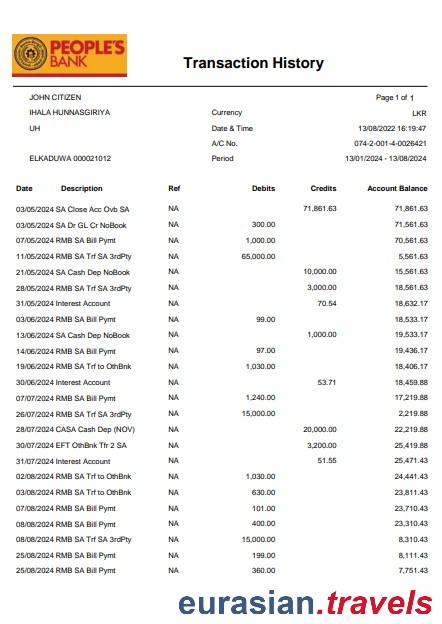 PEOPLE'S
BANK
Transaction History
JOHN CITIZEN Page 1 of 1
IHALA HUNNASGIRIYA Currency LKR
UH Date & Time 13/08/2022 16:19:47
A/C No. 074-2-001-4-0026421
ELKADUWA 000021012 Period 13/01/2024 - 13/08/2024
Date Description Ref Debits Credits Account Balance
03/05/2024 SA Close Acc Ovb SA NA 71,861.63 71,861.63
03/05/2024 SA Dr GL Cr NoBook NA 300.00 71,561.63
07/05/2024 RMB SA Bill Pymt NA 1,000.00 70,561.63
11/05/2024 RMB SA Trf SA 3rdPty NA 65,000.00 5,561.63
21/05/2024 SA Cash Dep NoBook NA 10,000.00 15,561.63
28/05/2024 RMB SA Trf SA 3rdPty NA 3,000.00 18,561.63
31/05/2024 Interest Account NA 70.54 18,632.17
03/06/2024 RMB SA Bill Pymt NA 99.00 18,533.17
13/06/2024 SA Cash Dep NoBook NA 1,000.00 19,533.17
14/06/2024 RMB SA Bill Pymt NA 97.00 19,436.17
19/06/2024 RMB SA Trf to OthBnk NA 1,030.00 18,406.17
30/06/2024 Interest Account NA 53.71 18,459.88
07/07/2024 RMB SA Bill Pymt NA 1,240.00 17,219.88
26/07/2024 RMB SA Trf SA 3rdPty NA 15,000.00 2,219.88
28/07/2024 CASA Cash Dep (NOV) NA 20,000.00 22,219.88
30/07/2024 EFT OthBnk Tfr 2 SA NA 3,200.00 25,419.88
31/07/2024 Interest Account NA 51.55 25,471.43
02/08/2024 RMB SA Trf to OthBnk NA 1,030.00 24,441.43
03/08/2024 RMB SA Trf to OthBnk NA 630.00 23,811.43
07/08/2024 RMB SA Bill Pymt NA 101.00 23,710.43
08/08/2024 RMB SA Bill Pymt NA 400.00 23,310.43
08/08/2024 RMB SA Trf SA 3rdPty NA 15,000.00 8,310.43
25/08/2024 RMB SA Bill Pymt NA 199.00 8,111.43
25/08/2024 RMB SA Bill Pymt NA 360.00 7,751.43
eurasian.travels